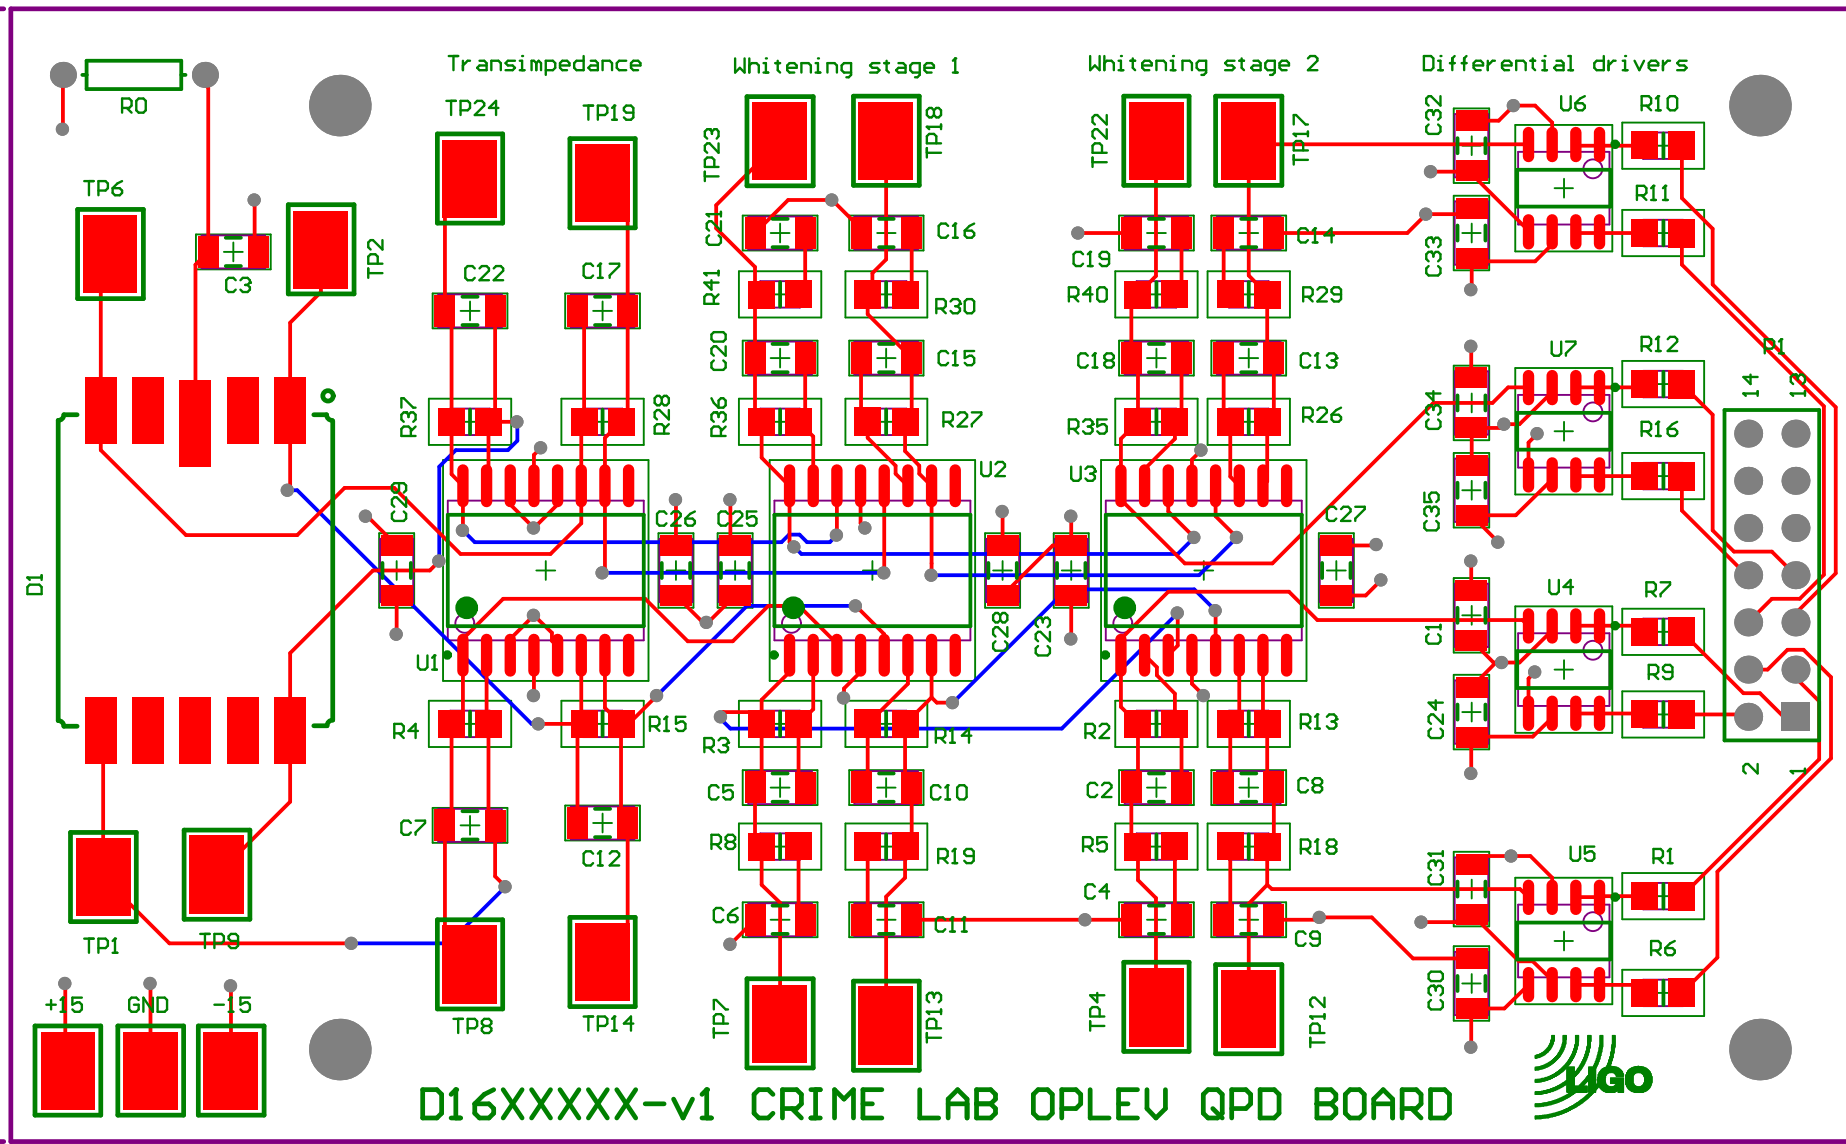 Transimpedance
Whitening stage 1
Whitening stage 2
Differential drivers
R0
TP24
TP19
TP23
TP18
TP22
TP17
C32
U6
R10
TP6
TP2
C3
C22
C17
C21
C16
C19
C14
C33
R11
R41
R30
R40
R29
C20
C15
C18
C13
U7
R12
P1
R37
R28
R36
R27
R35
R26
C34
R16
14
13
C29
U2
U3
C26
C25
C27
C35
D1
U1
C28
C23
C1
U4
R7
R4
R15
R3
R14
R2
R13
C24
R9
2
1
C5
C10
C2
C8
C7
C12
R8
R19
R5
R18
C31
U5
R1
C6
C11
C4
C9
TP1
TP9
R6
C30
+15
GND
-15
TP8
TP14
TP7
TP13
TP4
TP12
LIGO
D16XXXXX-v1 CRIME LAB OPLEV QPD BOARD